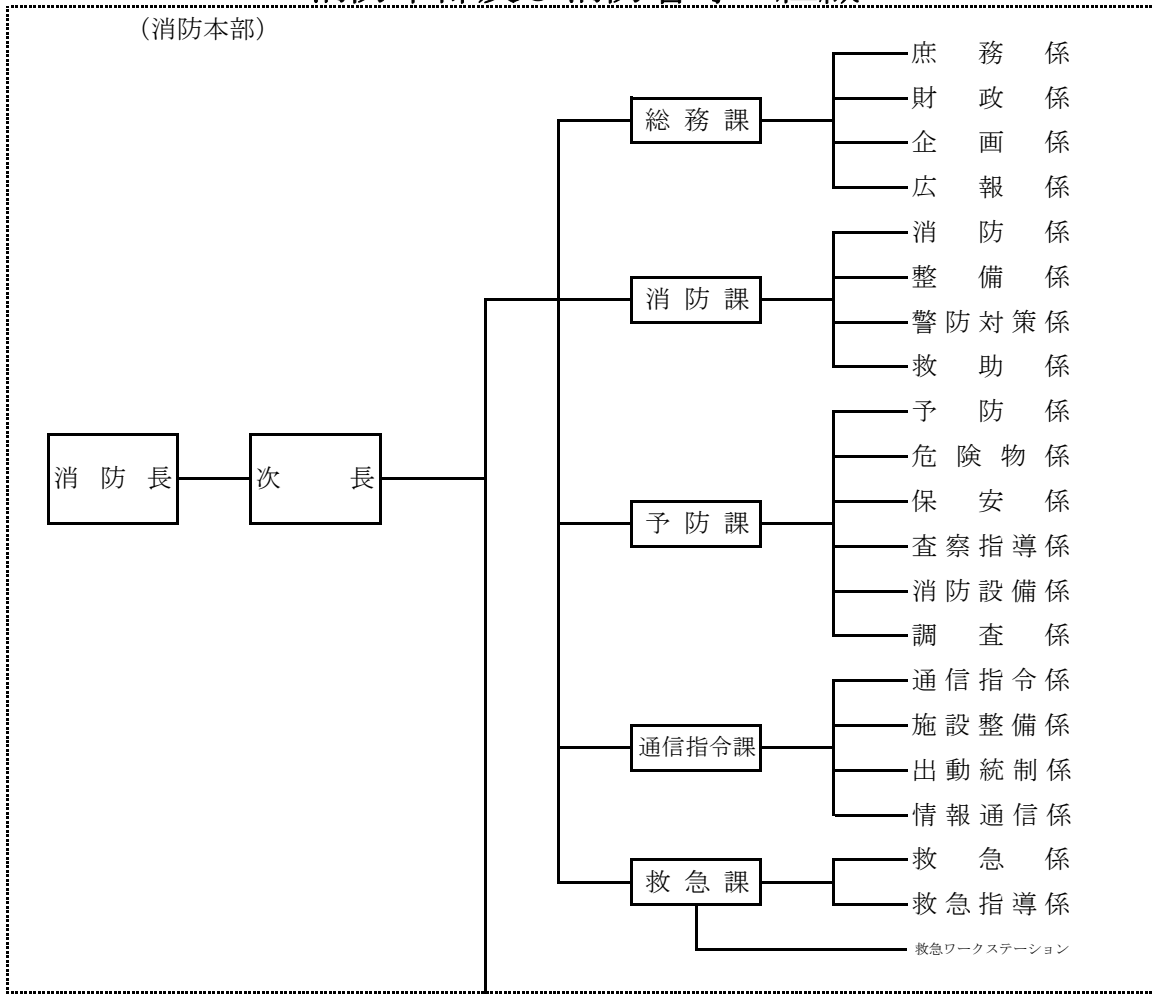 (消防本部)
庶務係
財政係
総務課
企画係
広報係
消防係
整備係
消防課
警防対策係
救助係
予防係
危険物係
消防長
次長
保安係
予防課
査察指導係
消防設備係
調査係
通信指令係
施設整備係
通信指令課
出動統制係
情報通信係
救急係
救急課
救急指導係
救急ワークステーション